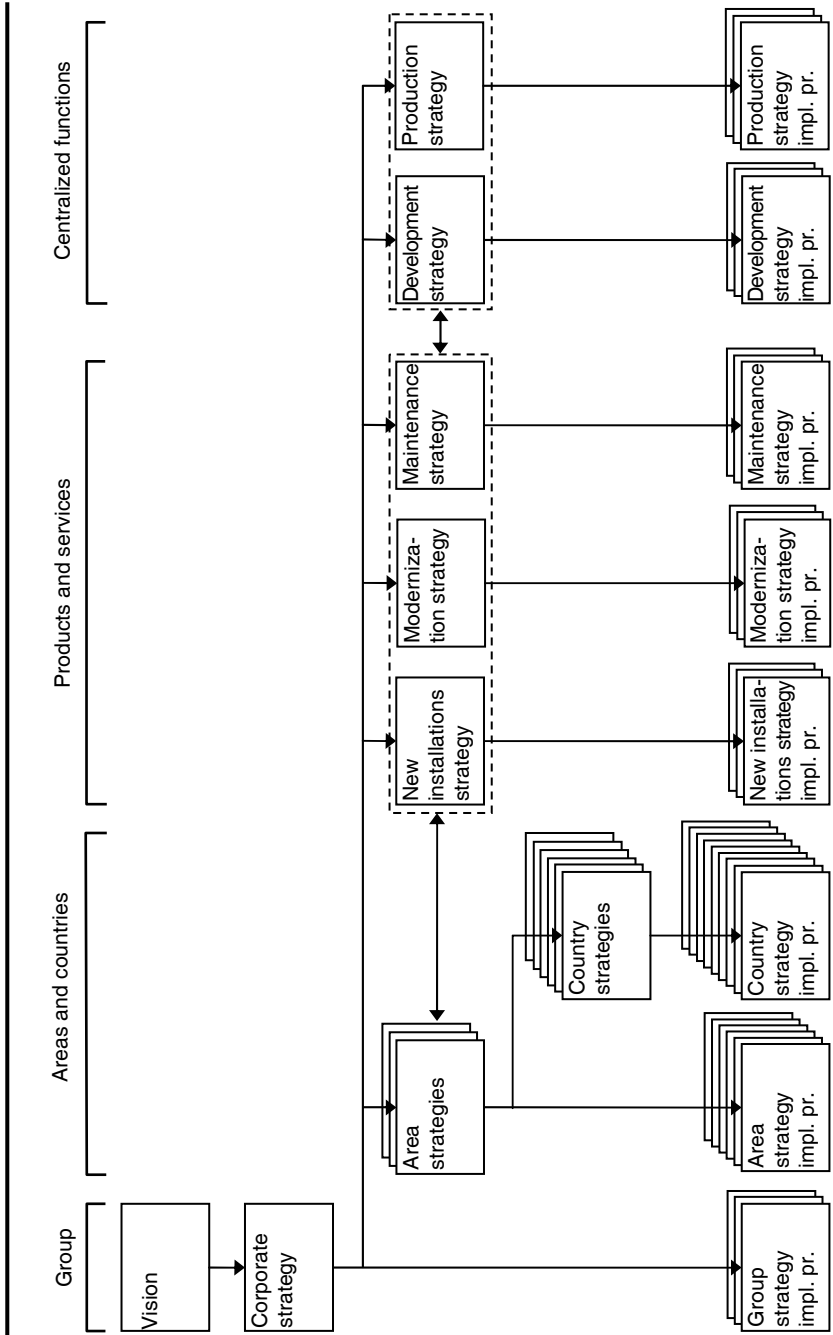 Group
Areas and countries
Products and services
Centralized functions
Vision
Corporate
strategy
Area
strategies
New
installations
strategy
Moderniza-
tion strategy
Maintenance
strategy
Development
strategy
Production
strategy
Country
strategies
Group
strategy
impl. pr.
Area
strategy
impl. pr.
Country
strategy
impl. pr.
New installa-
tions strategy
impl. pr.
Moderniza-
tion strategy
impl. pr.
Maintenance
strategy
impl. pr.
Development
strategy
impl. pr.
Production
strategy
impl. pr.